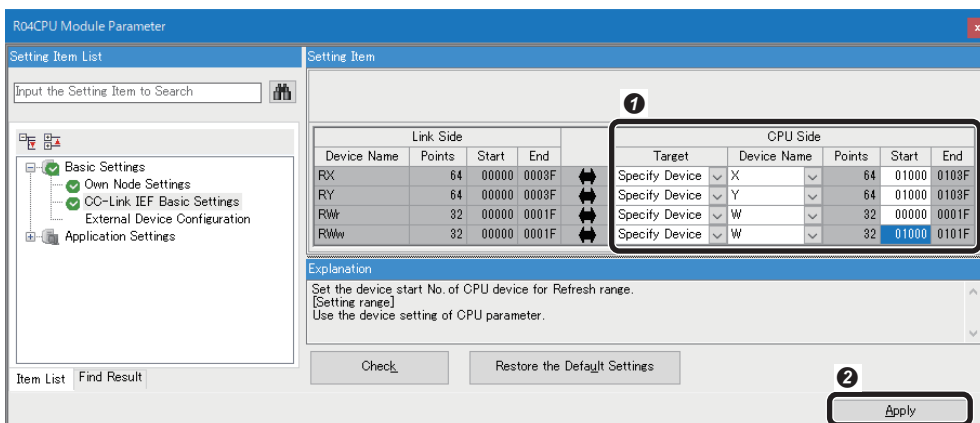 R04CPU Module Parameter
Setting Item List
Input the Setting Item to Search
Basic Settings
Own Node Settings
CC-Link IEF Basic Settings
External Device Configuration
Application Settings
Item List Find Result
Setting Item
❶
Link Side CPU Side
Device Name Points Start End Target Device Name Points Start End
RX 64 00000 0003F Specify Device X 64 01000 0103F
RY 64 00000 0003F Specify Device Y 64 01000 0103F
RWr 32 00000 0001F Specify Device W 32 00000 0001F
RWw 32 00000 0001F Specify Device W 32 01000 0101F
Explanation
Set the device start No. of CPU device for Refresh range.
[Setting range]
Use the device setting of CPU parameter.
Check Restore the Default Settings
❷
Apply